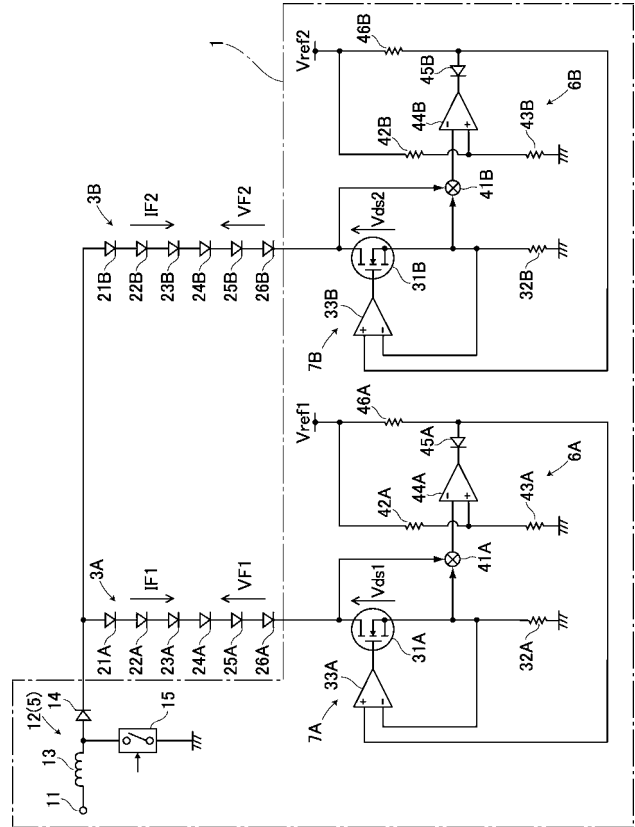 1
11
13
12(5)
14
15
3A
IF1
VF1
21A
22A
23A
24A
25A
26A
3B
IF2
VF2
21B
22B
23B
24B
25B
26B
Vref1
46A
45A
44A
42A
43A
6A
41A
Vds1
31A
33A
7A
32A
Vref2
46B
45B
44B
42B
43B
6B
41B
Vds2
31B
33B
7B
32B
+
−
−
+
+
−
−
+